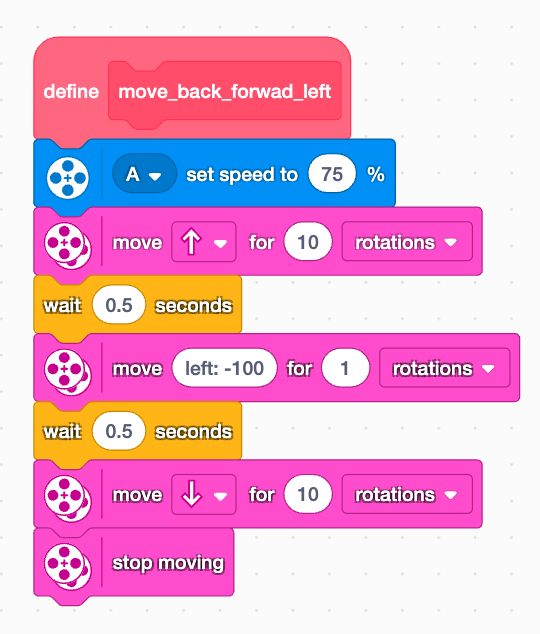 define move_back_forwad_left
A set speed to 75 %
move for 10 rotations
wait 0.5 seconds
move left: -100 for 1 rotations
wait 0.5 seconds
move for 10 rotations
stop moving